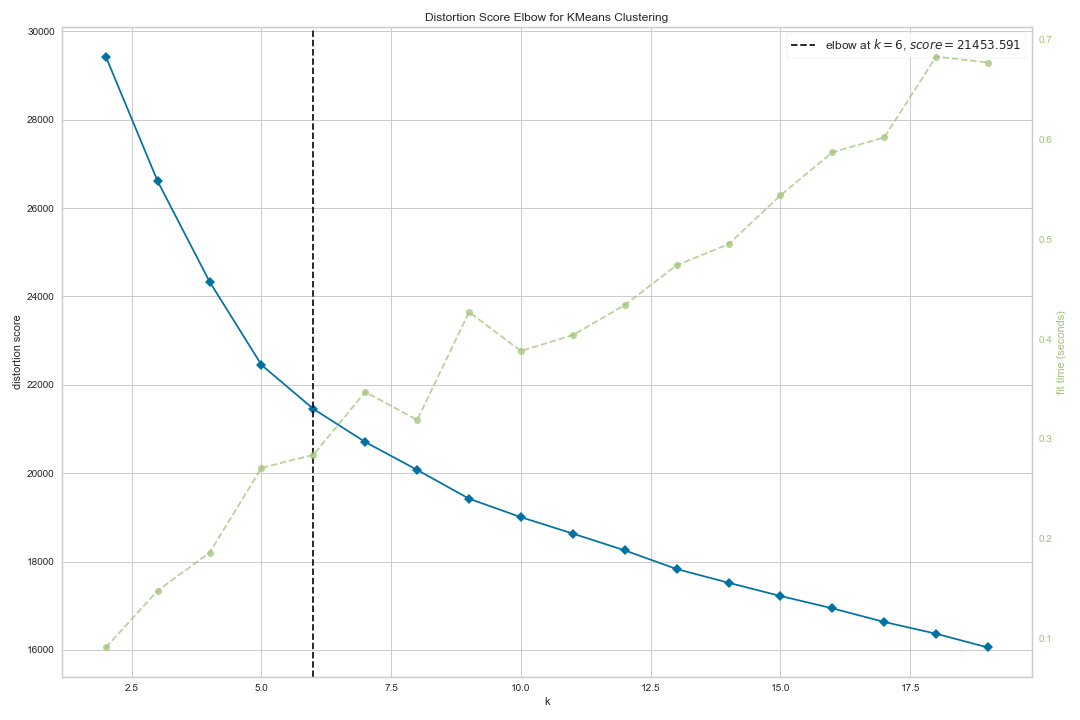 Distortion Score Elbow for KMeans Clustering
elbow at k = 6, score = 21453.591
30000
28000
26000
24000
22000
20000
18000
16000
distortion score
0.7
0.6
0.5
0.4
0.3
0.2
0.1
fit time (seconds)
2.5 5.0 7.5 10.0 12.5 15.0 17.5
k